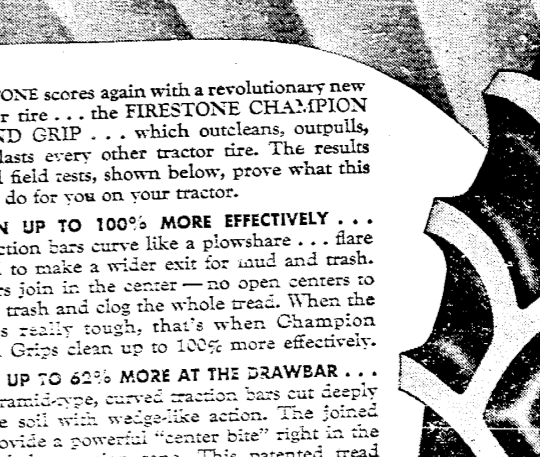 TONE scores again with a revolutionary new
r tire . . . the FIRESTONE CHAMPION
ND GRIP . . . which outcleans, outpulls,
lasts every other tractor tire. The results
l field tests, shown below, prove what this
do for you on your tractor.
N UP TO 100% MORE EFFECTIVELY . . .
ction bars curve like a plowshare . . . flare
to make a wider exit for mud and trash.
rs join in the center — no open centers to
trash and clog the whole tread. When the
s really tough, that's when Champion
Grips clean up to 100% more effectively.
UP TO 62% MORE AT THE DRAWBAR . . .
ramid-type, curved traction bars cut deeply
e soil with wedge-like action. The joined
ovide a powerful "center bite" right in the
This patented tread